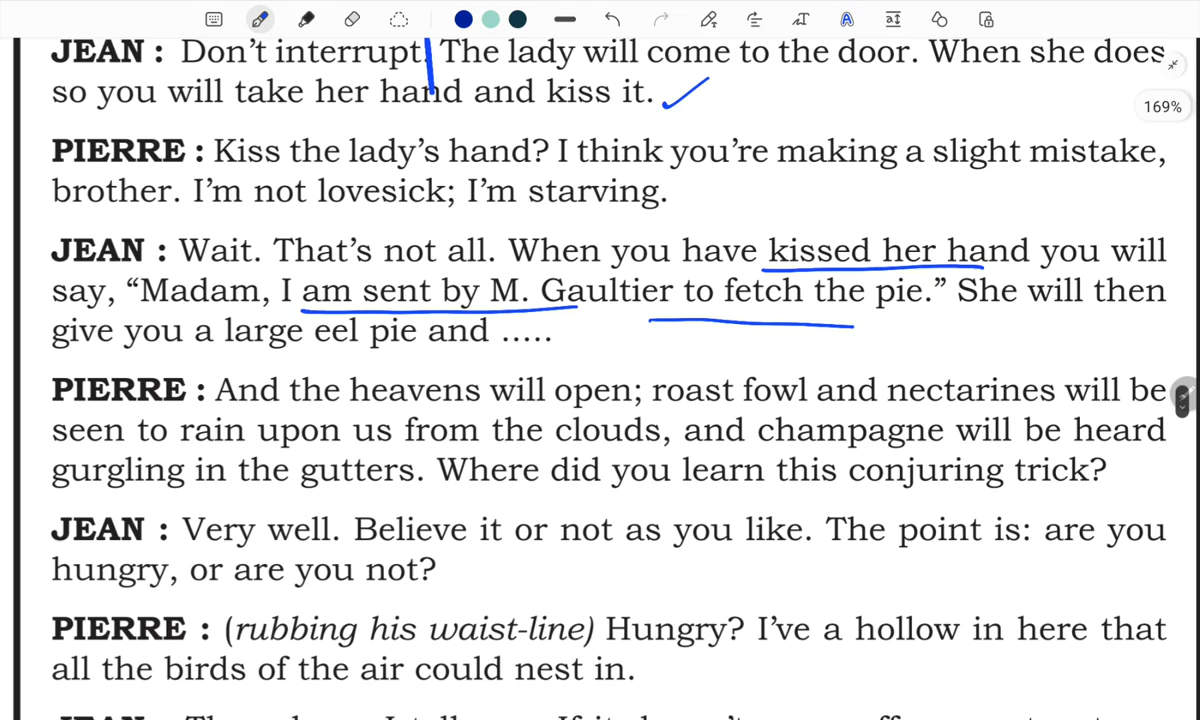 169%
JEAN : Don't interrupt. The lady will come to the door. When she does
so you will take her hand and kiss it.
PIERRE : Kiss the lady's hand? I think you're making a slight mistake,
brother. I'm not lovesick; I'm starving.
JEAN : Wait. That's not all. When you have kissed her hand you will
say, “Madam, I am sent by M. Gaultier to fetch the pie.” She will then
give you a large eel pie and .....
PIERRE : And the heavens will open; roast fowl and nectarines will be
seen to rain upon us from the clouds, and champagne will be heard
gurgling in the gutters. Where did you learn this conjuring trick?
JEAN : Very well. Believe it or not as you like. The point is: are you
hungry, or are you not?
PIERRE : (rubbing his waist-line) Hungry? I've a hollow in here that
all the birds of the air could nest in.